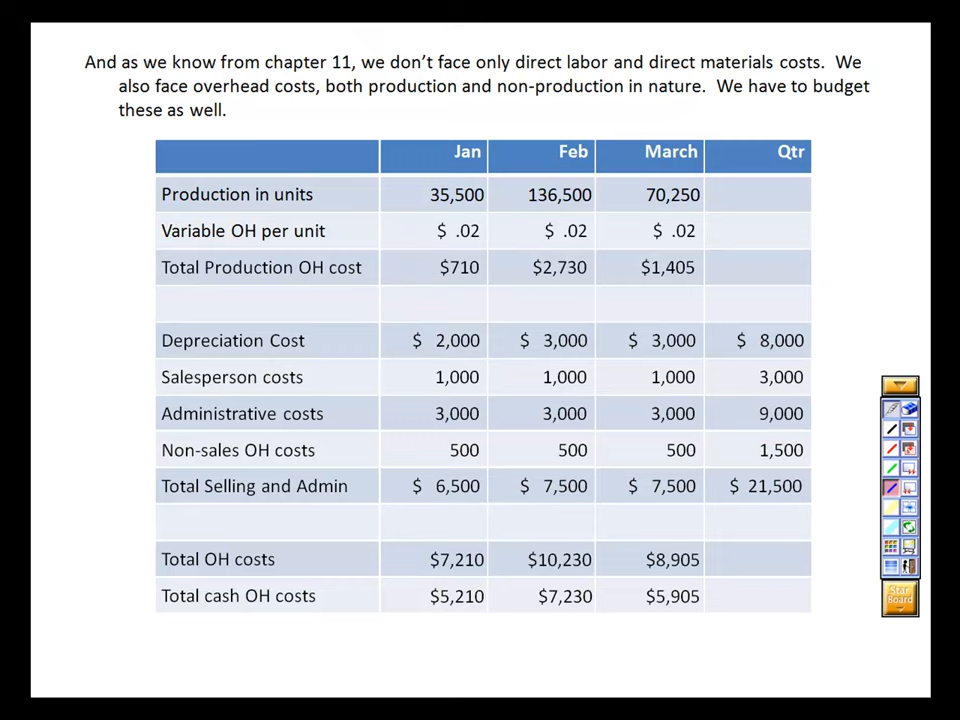 And as we know from chapter 11, we don't face only direct labor and direct materials costs. We
also face overhead costs, both production and non-production in nature. We have to budget
these as well.
Jan Feb March Qtr
Production in units 35,500 136,500 70,250
Variable OH per unit $ .02 $ .02 $ .02
Total Production OH cost $710 $2,730 $1,405
Depreciation Cost $ 2,000 $ 3,000 $ 3,000 $ 8,000
Salesperson costs 1,000 1,000 1,000 3,000
Administrative costs 3,000 3,000 3,000 9,000
Non-sales OH costs 500 500 500 1,500
Total Selling and Admin $ 6,500 $ 7,500 $ 7,500 $ 21,500
Total OH costs $7,210 $10,230 $8,905
Total cash OH costs $5,210 $7,230 $5,905
Star
Board